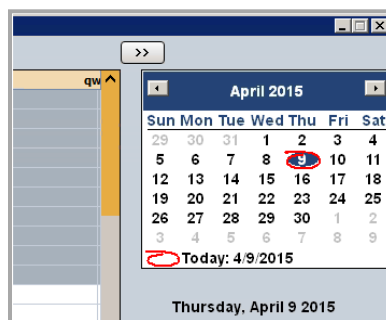 >>
qw
April 2015
Sun Mon Tue Wed Thu Fri Sat
29 30 31 1 2 3 4
5 6 7 8 9 10 11
12 13 14 15 16 17 18
19 20 21 22 23 24 25
26 27 28 29 30 1 2
3 4 5 6 7 8 9
Today: 4/9/2015
Thursday, April 9 2015